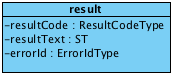 result
-resultCode : ResultCodeType
-resultText : ST
-errorId : ErrorIdType